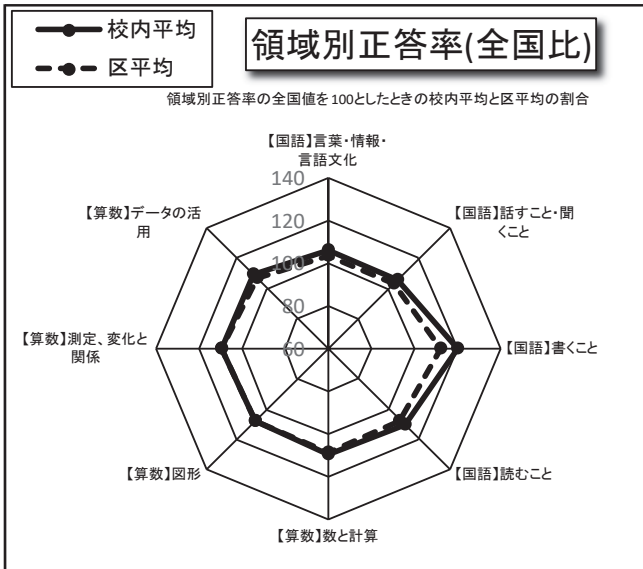 校内平均
区平均
領域別正答率(全国比)
領域別正答率の全国値を100としたときの校内平均と区平均の割合
【国語】言葉・情報・
言語文化
【国語】話すこと・聞
くこと
【国語】書くこと
【国語】読むこと
【算数】数と計算
【算数】図形
【算数】測定、変化と
関係
【算数】データの活
用
140
120
100
80
60